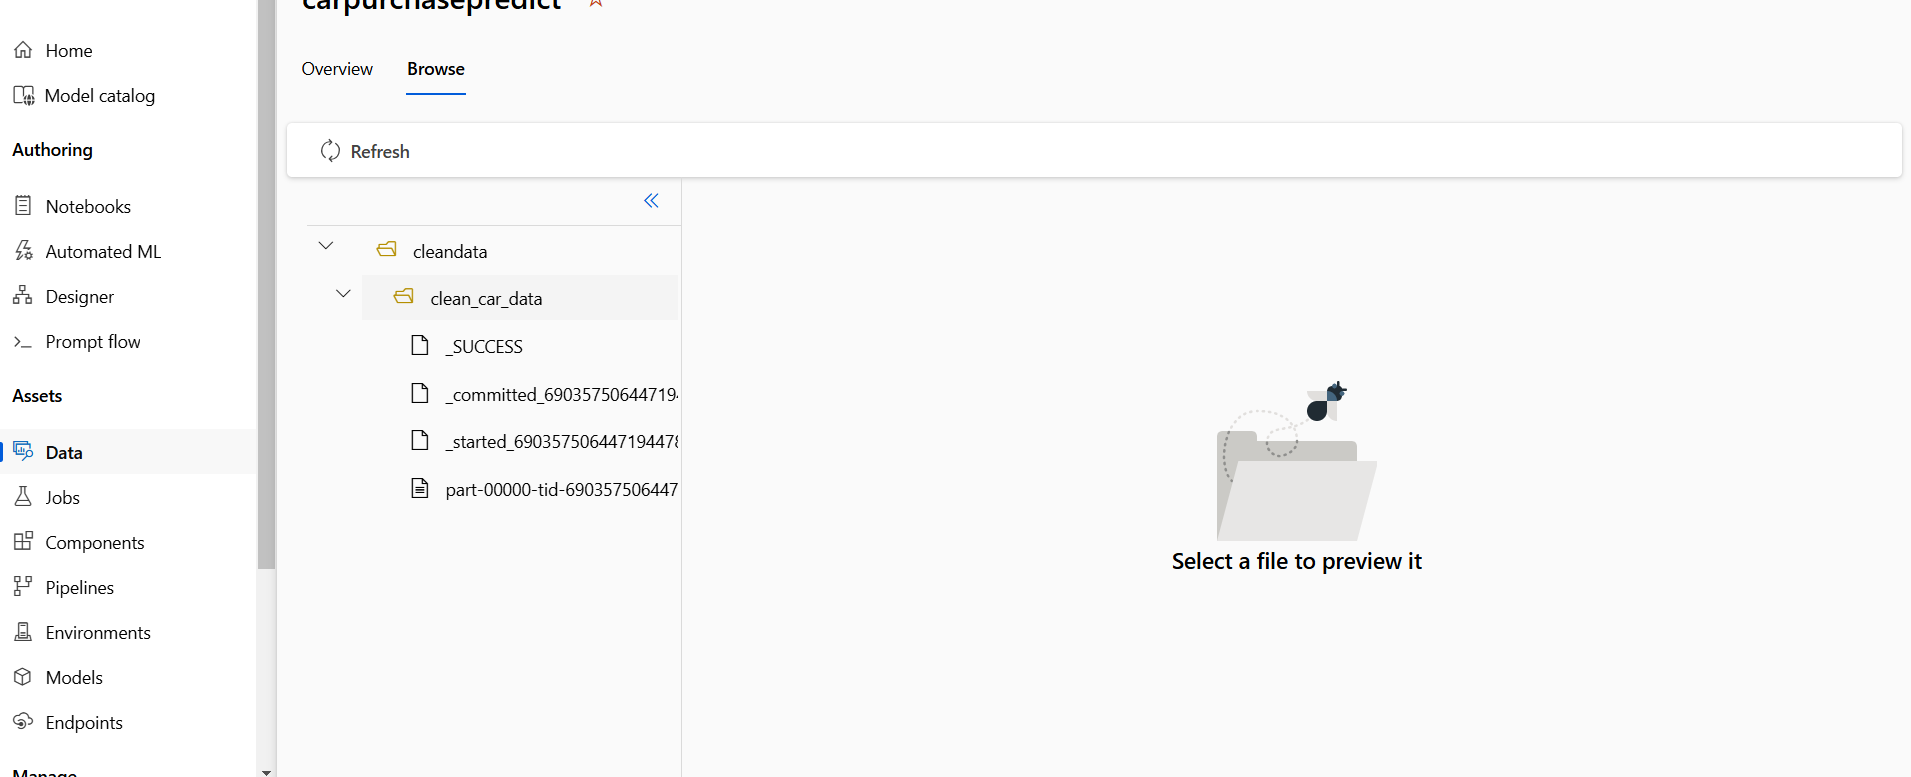 carpurchasepredict
Home
Model catalog
Authoring
Notebooks
Automated ML
Designer
Prompt flow
Assets
Data
Jobs
Components
Pipelines
Environments
Models
Endpoints
Manage
Overview Browse
Refresh
cleandata
clean_car_data
_SUCCESS
_committed_690357506447194
_started_690357506447194478
part-00000-tid-690357506447
Select a file to preview it